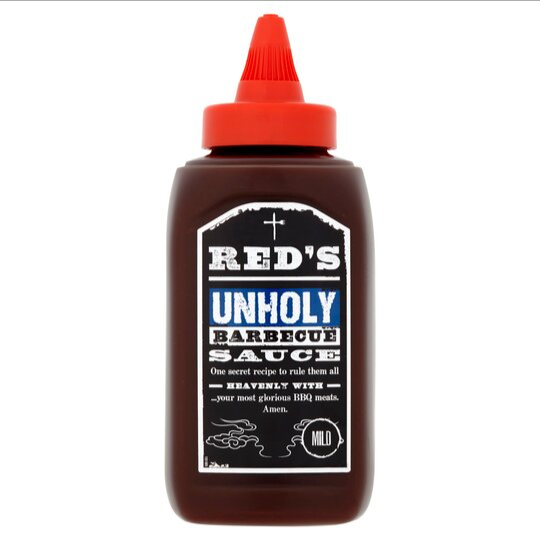 RED'S
UNHOLY
BARBECUE
SAUCE
One secret recipe to rule them all
HEAVENLY WITH
...your most glorious BBQ meats.
Amen.
MILD